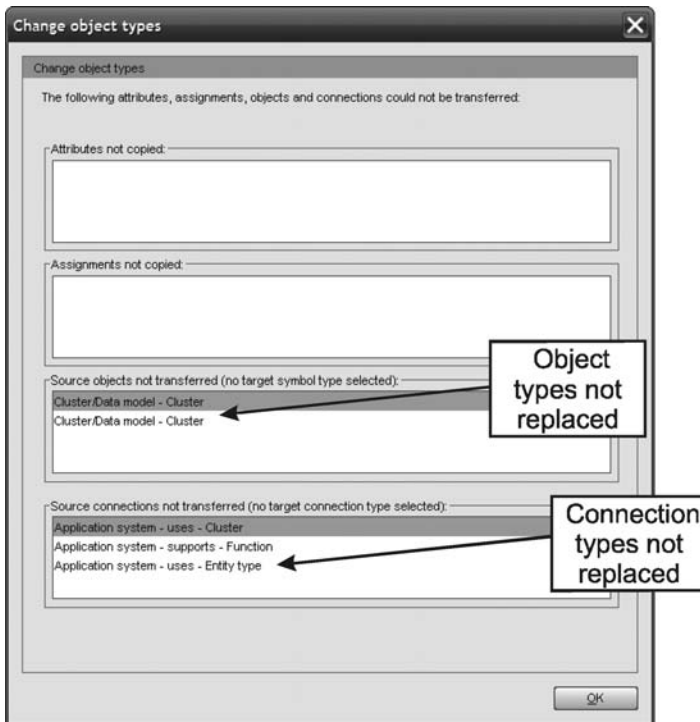 Change object types
Change object types
The following attributes, assignments, objects and connections could not be transferred:
Attributes not copied:
Assignments not copied:
Object
types not
replaced
Source objects not transferred (no target symbol type selected):
Cluster/Data model - Cluster
Cluster/Data model - Cluster
Connection
types not
replaced
Source connections not transferred (no target connection type selected):
Application system - uses - Cluster
Application system - supports - Function
Application system - uses - Entity type
OK